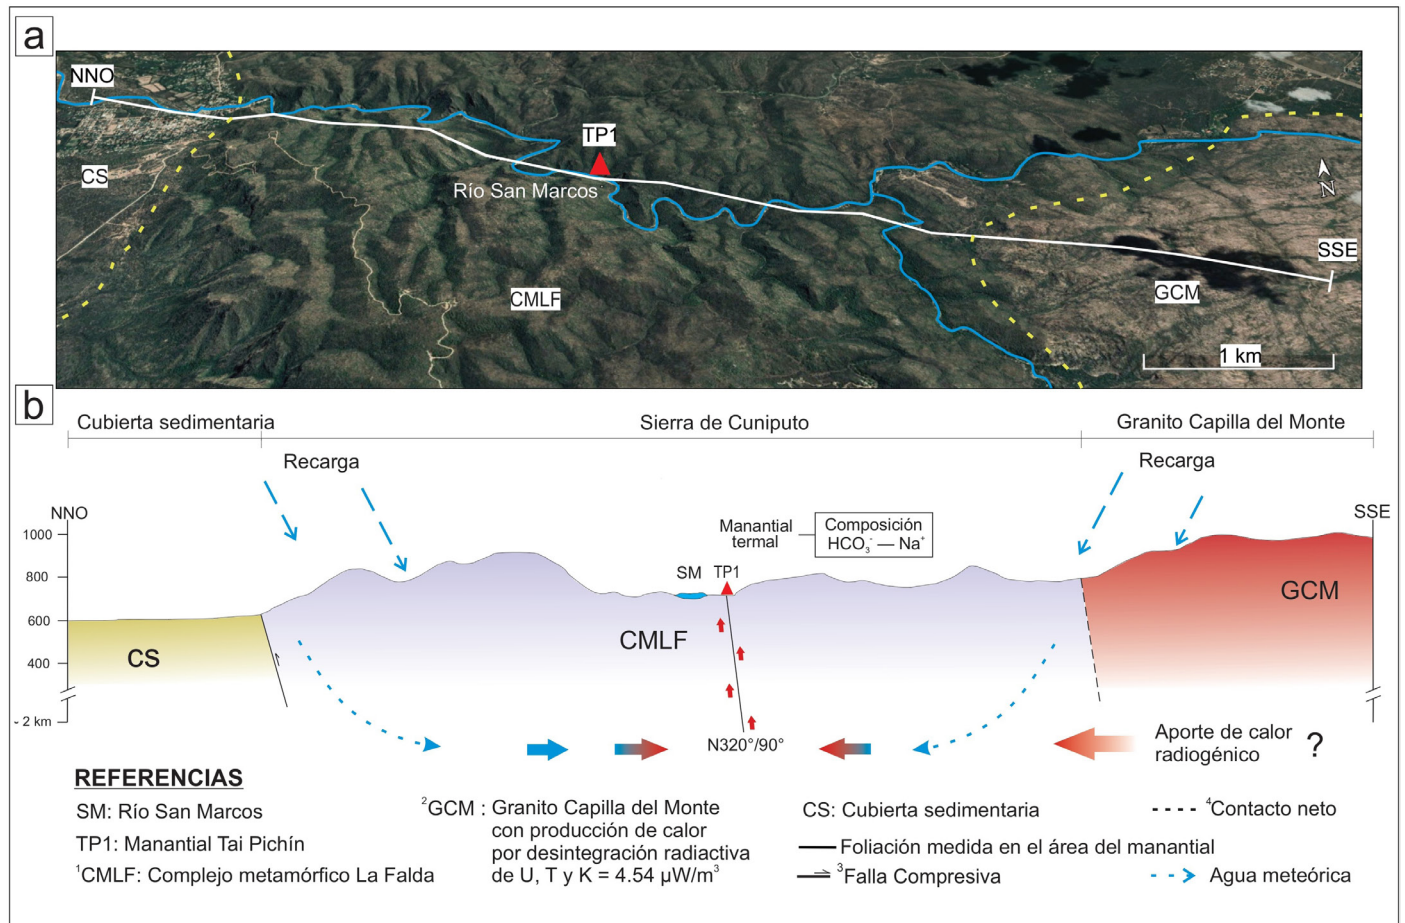 a
NNO
TP1
CS
Río San Marcos
N
SSE
CMLF
GCM
1 km
b
Cubierta sedimentaria
Sierra de Cuniputo
Granito Capilla del Monte
Recarga
Recarga
NNO
SSE
Manantial
termal
Composición
HCO₃⁻ — Na⁺
1000
800
600
400
- 2 km
SM
TP1
CS
CMLF
GCM
N320°/90°
Aporte de calor
radiogénico
?
REFERENCIAS
SM: Río San Marcos
TP1: Manantial Tai Pichín
¹CMLF: Complejo metamórfico La Falda
²GCM : Granito Capilla del Monte
con producción de calor
por desintegración radiactiva
de U, T y K = 4.54 µW/m³
CS: Cubierta sedimentaria
⁴Contacto neto
Foliación medida en el área del manantial
³Falla Compresiva
Agua meteórica